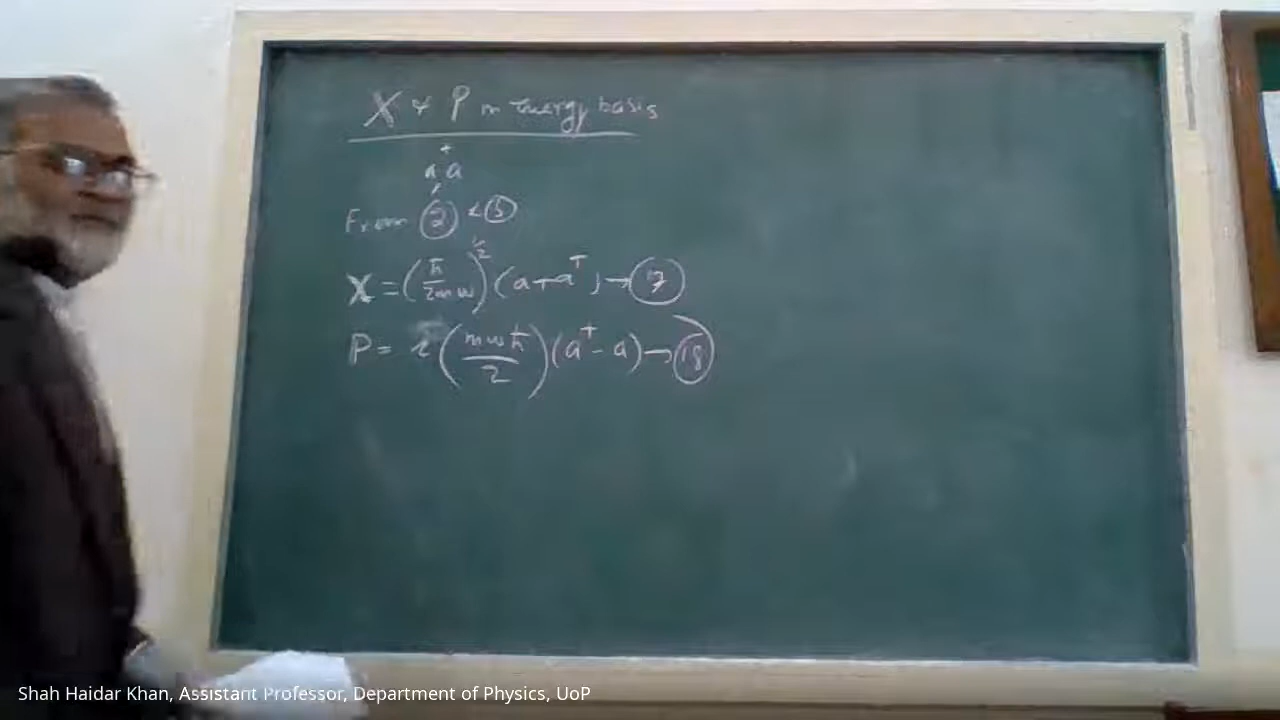 X & P in energy basis
a, a⁺
From (2) & (3)
X = (ħ/2mω)^1/2 (a + a†) → (17)
P = i (mωħ/2) (a† - a) → (18)
Shah Haidar Khan, Assistant Professor, Department of Physics, UoP